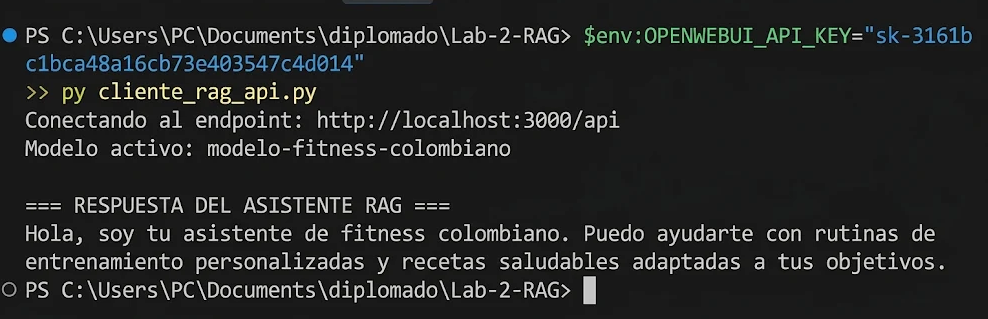 PS C:\Users\PC\Documents\diplomado\Lab-2-RAG> $env:OPENWEBUI_API_KEY="sk-3161b
c1bca48a16cb73e403547c4d014"
>> py cliente_rag_api.py
Conectando al endpoint: http://localhost:3000/api
Modelo activo: modelo-fitness-colombiano
=== RESPUESTA DEL ASISTENTE RAG ===
Hola, soy tu asistente de fitness colombiano. Puedo ayudarte con rutinas de
entrenamiento personalizadas y recetas saludables adaptadas a tus objetivos.
PS C:\Users\PC\Documents\diplomado\Lab-2-RAG>